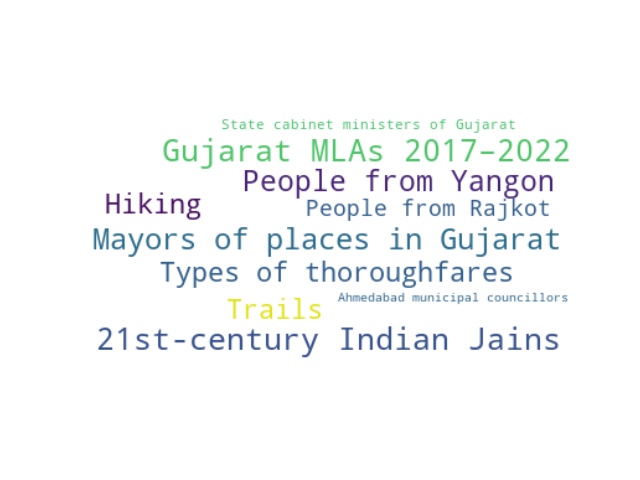 State cabinet ministers of Gujarat
Gujarat MLAs 2017–2022
People from Yangon
Hiking
People from Rajkot
Mayors of places in Gujarat
Types of thoroughfares
Ahmedabad municipal councillors
Trails
21st-century Indian Jains